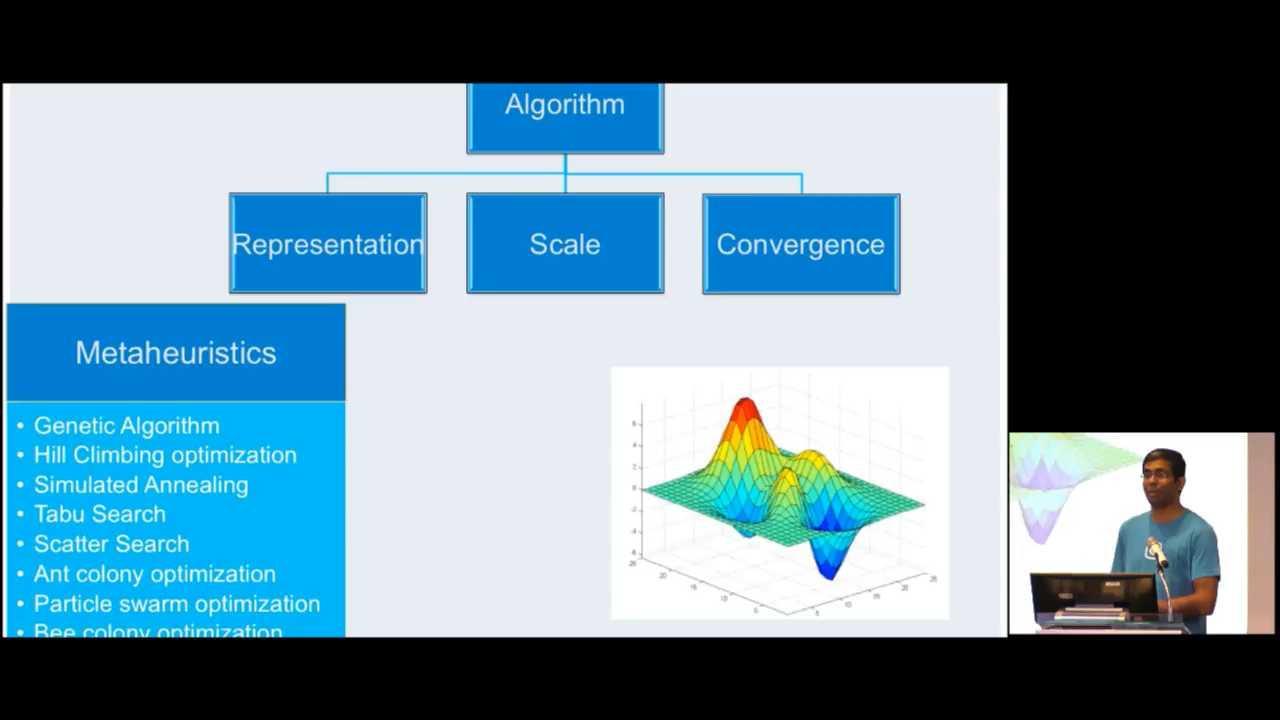 Algorithm
Representation
Scale
Convergence
Metaheuristics
• Genetic Algorithm
• Hill Climbing optimization
• Simulated Annealing
• Tabu Search
• Scatter Search
• Ant colony optimization
• Particle swarm optimization
Bee colony optimization